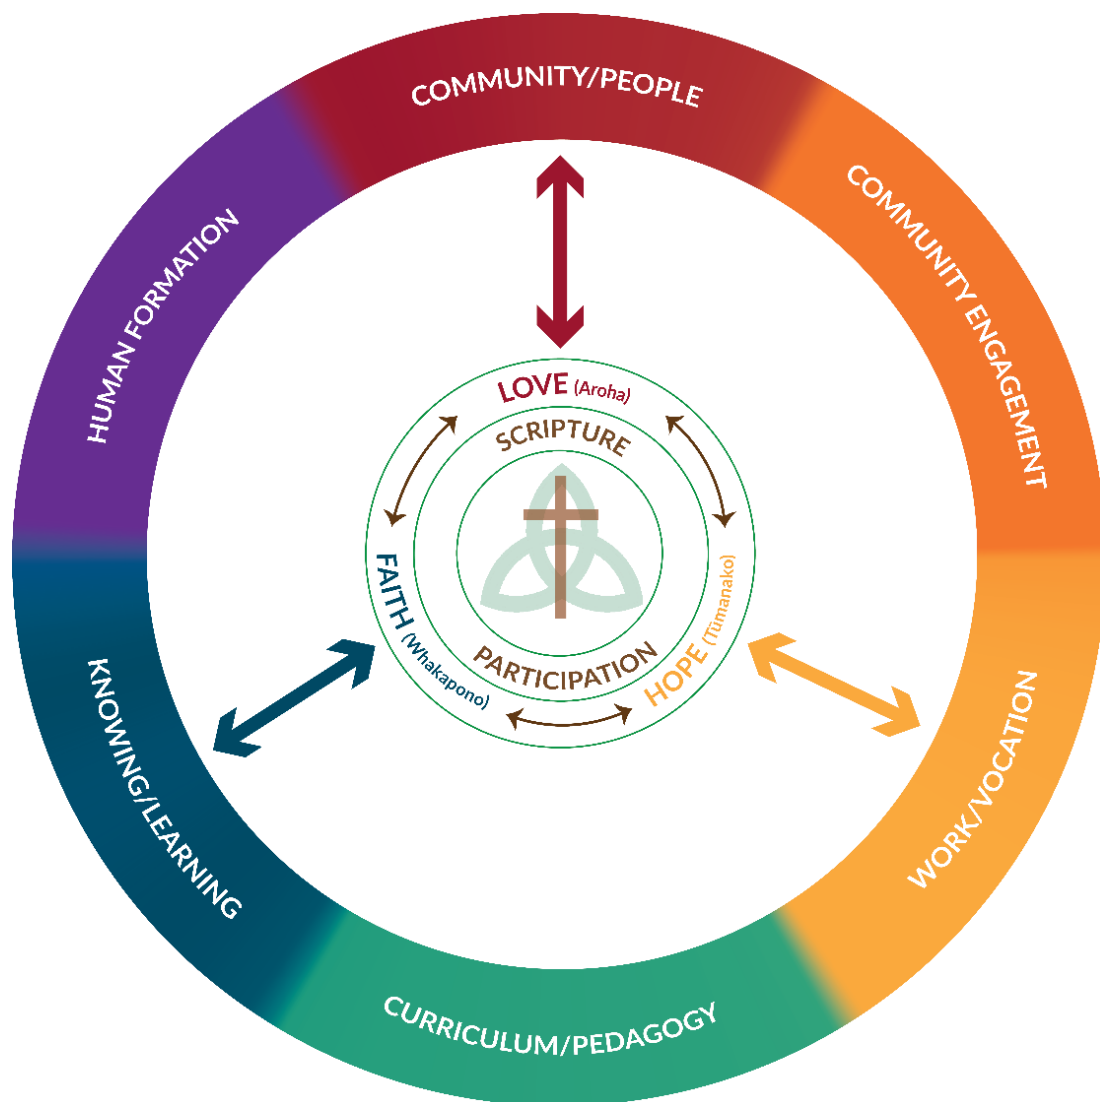 COMMUNITY/PEOPLE
COMMUNITY ENGAGEMENT
WORK/VOCATION
CURRICULUM/PEDAGOGY
KNOWING/LEARNING
HUMAN FORMATION
LOVE (Aroha)
HOPE (Tūmanako)
FAITH (Whakapono)
SCRIPTURE
PARTICIPATION